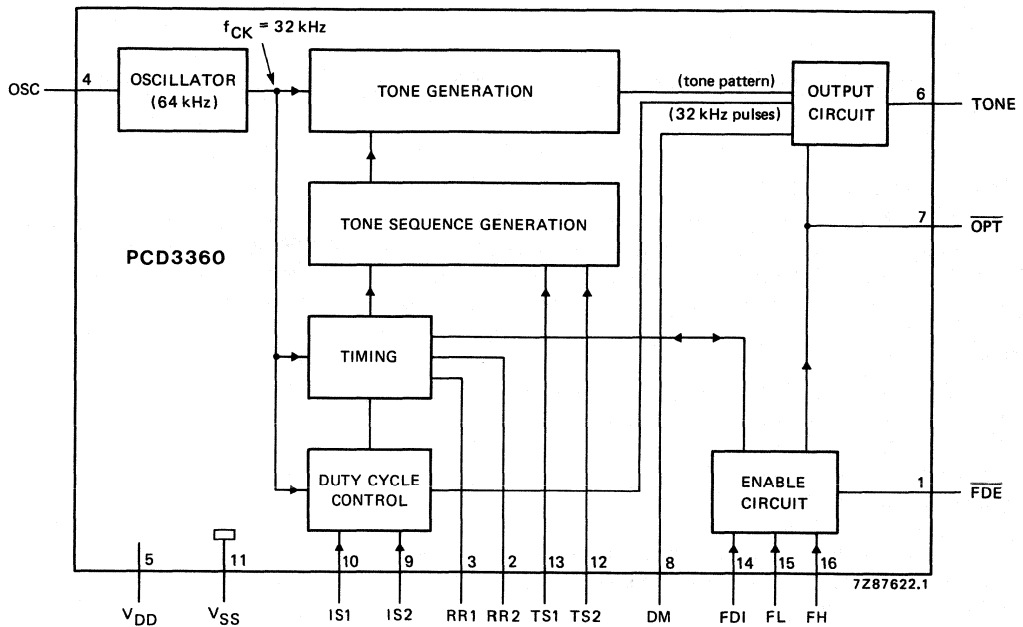 f_CK = 32 kHz
OSC
4
OSCILLATOR
(64 kHz)
TONE GENERATION
(tone pattern)
(32 kHz pulses)
OUTPUT
CIRCUIT
6
TONE
TONE SEQUENCE GENERATION
7
OPT
PCD3360
TIMING
DUTY CYCLE
CONTROL
ENABLE
CIRCUIT
1
FDE
5
11
10
9
3
2
13
12
8
14
15
16
7Z87622.1
V_DD
V_SS
IS1
IS2
RR1
RR2
TS1
TS2
DM
FDI
FL
FH